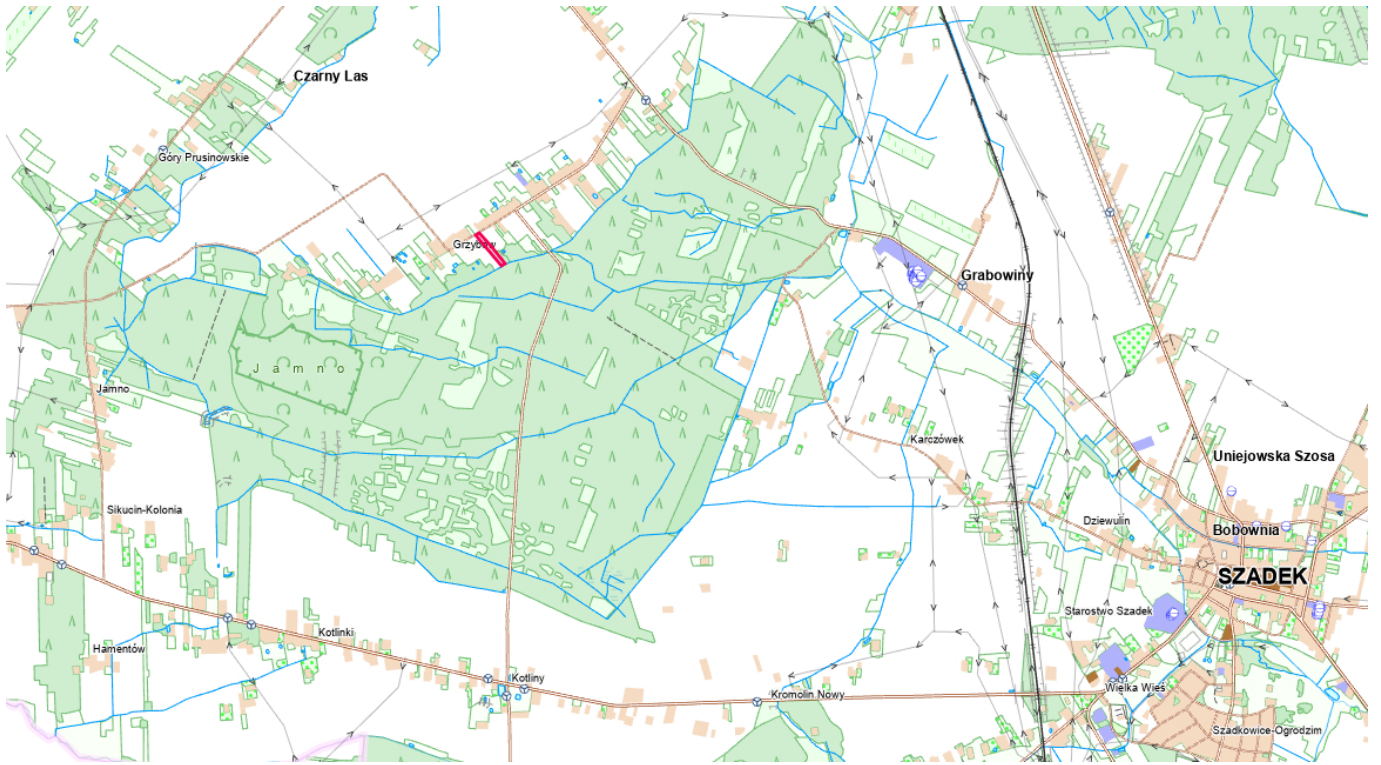 Czarny Las
Góry Prusinowskie
Grzybów
Grabowiny
Jamno
Jamno
Karczówek
Uniejowska Szosa
Sikucin-Kolonia
Dziewulin
Bobownia
SZADEK
Starostwo Szadek
Kotlinki
Hamentów
Kotliny
Wielka Wieś
Kromolin Nowy
Szadkowice-Ogrodzim